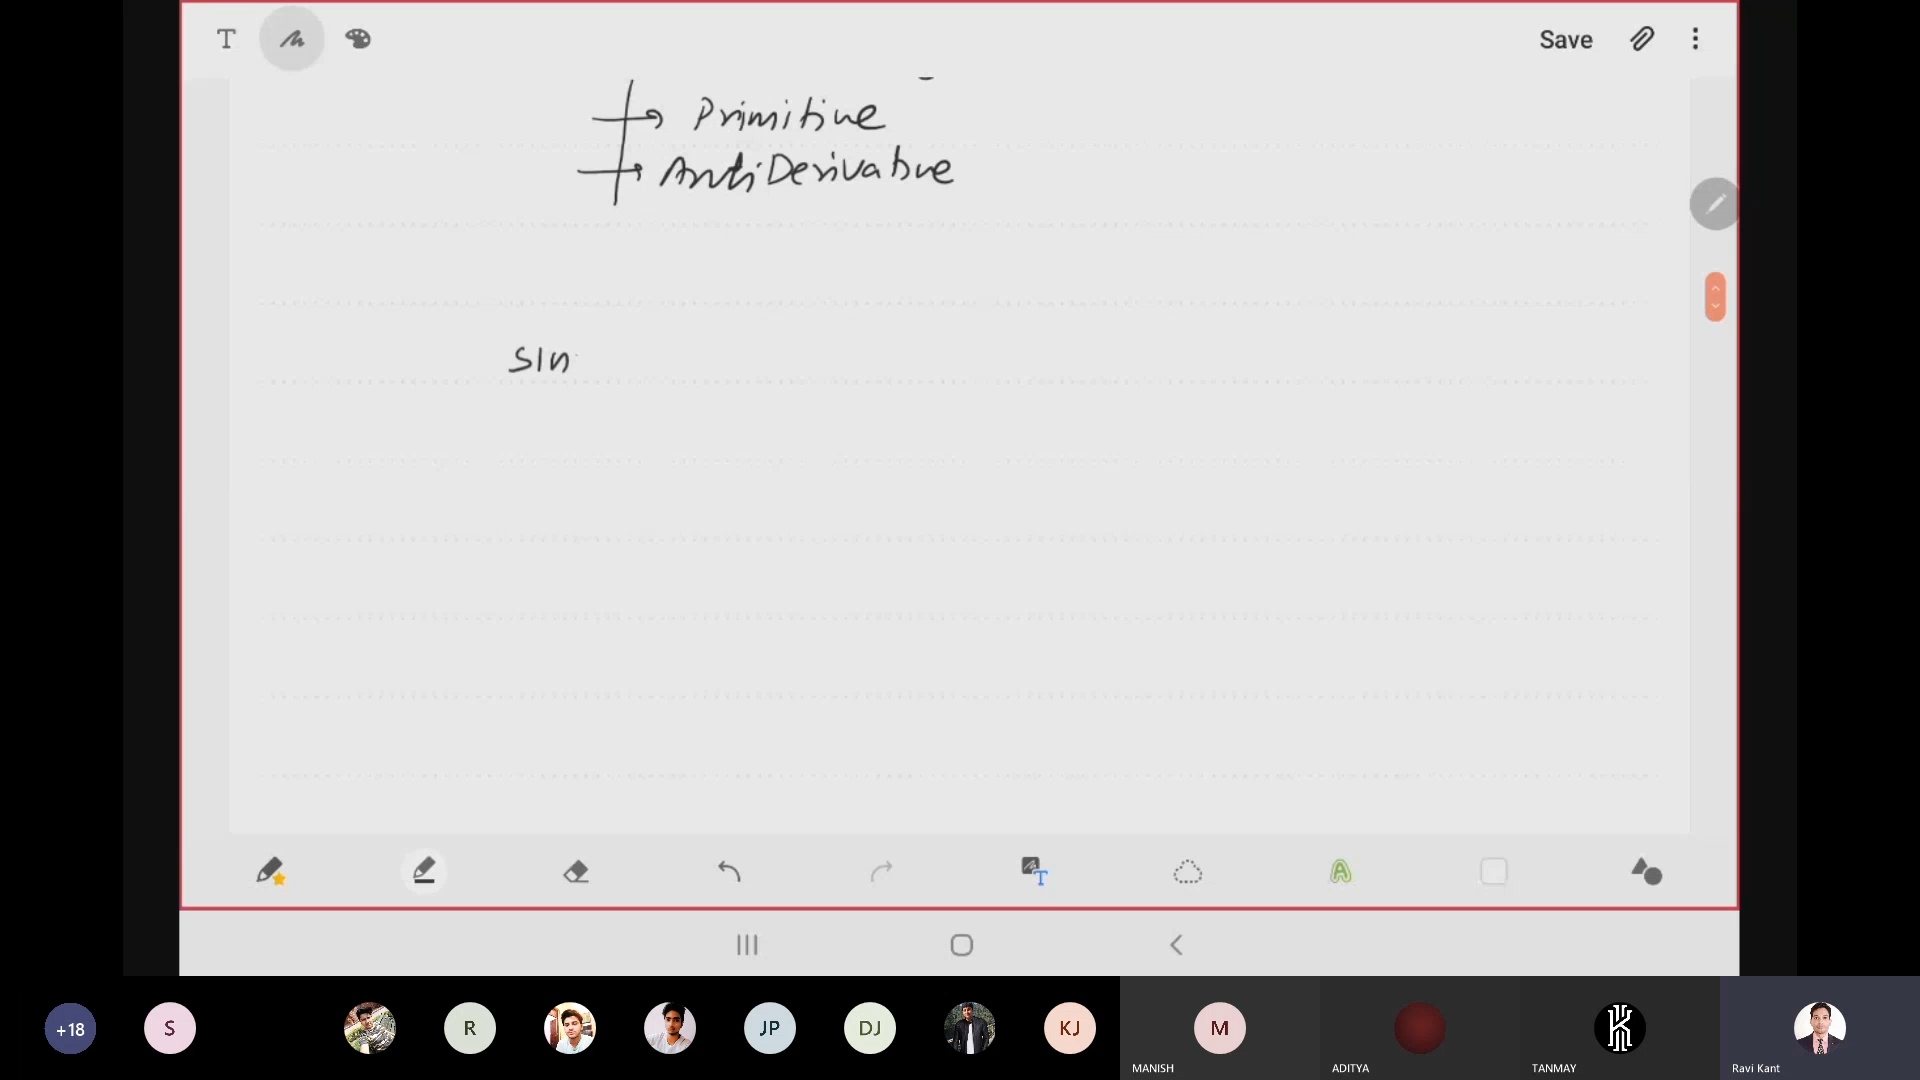 T
Save
Primitive
AntiDerivative
SIn
T
A
+18
S
R
JP
DJ
KJ
M
MANISH
ADITYA
TANMAY
Ravi Kant